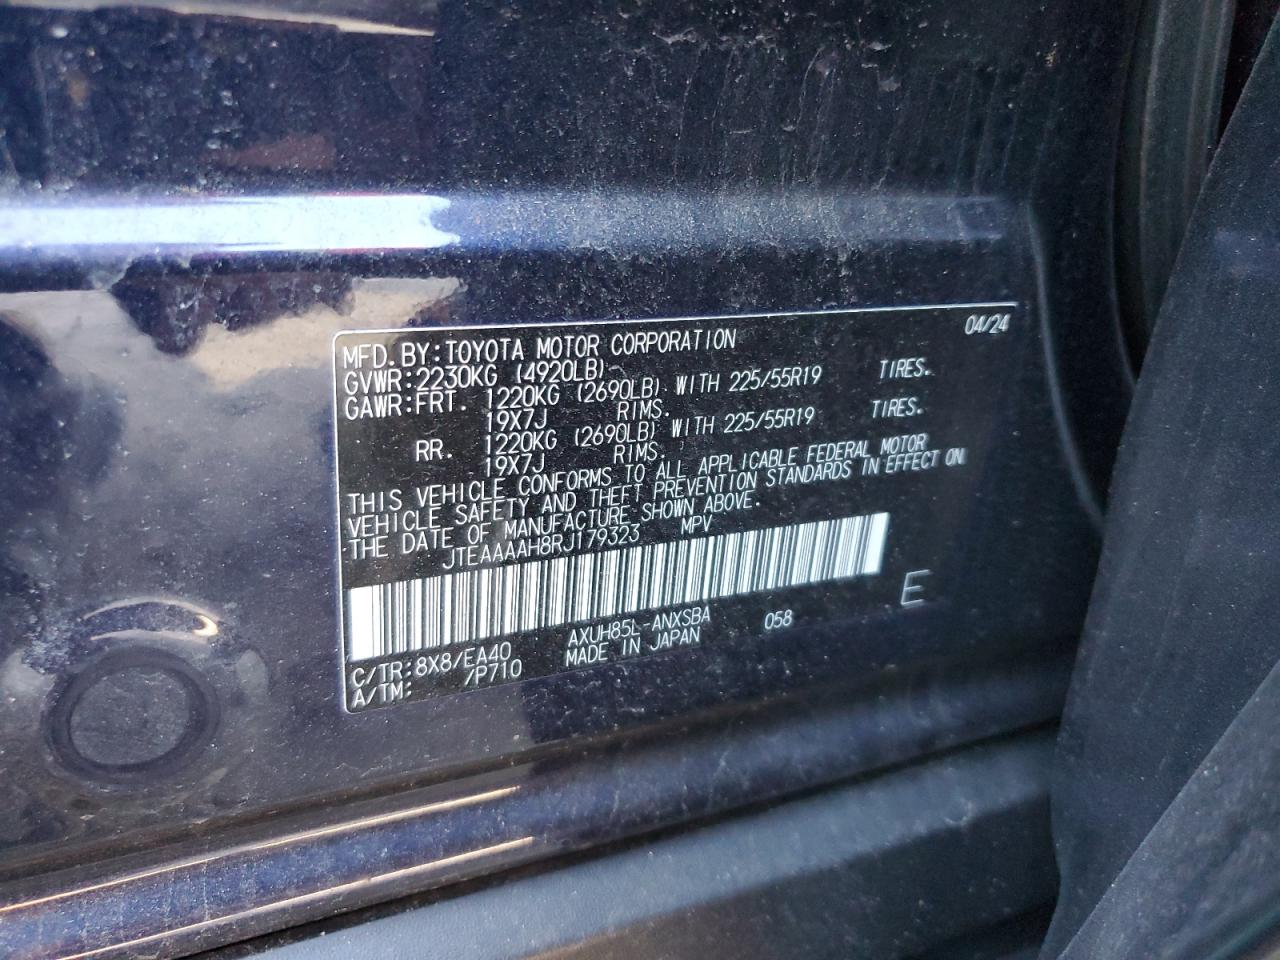 04/24
MFD. BY: TOYOTA MOTOR CORPORATION
GVWR: 2230KG (4920LB)
GAWR: FRT. 1220KG (2690LB) WITH 225/55R19 TIRES.
19X7J RIMS.
RR. 1220KG (2690LB) WITH 225/55R19 TIRES.
19X7J RIMS.
THIS VEHICLE CONFORMS TO ALL APPLICABLE FEDERAL MOTOR
VEHICLE SAFETY AND THEFT PREVENTION STANDARDS IN EFFECT ON
THE DATE OF MANUFACTURE SHOWN ABOVE.
JTEAAAAH8RJ179323 MPV
E
C/TR: 8X8/EA40 AXUH85L-ANXSBA 058
A/TM: /P710 MADE IN JAPAN